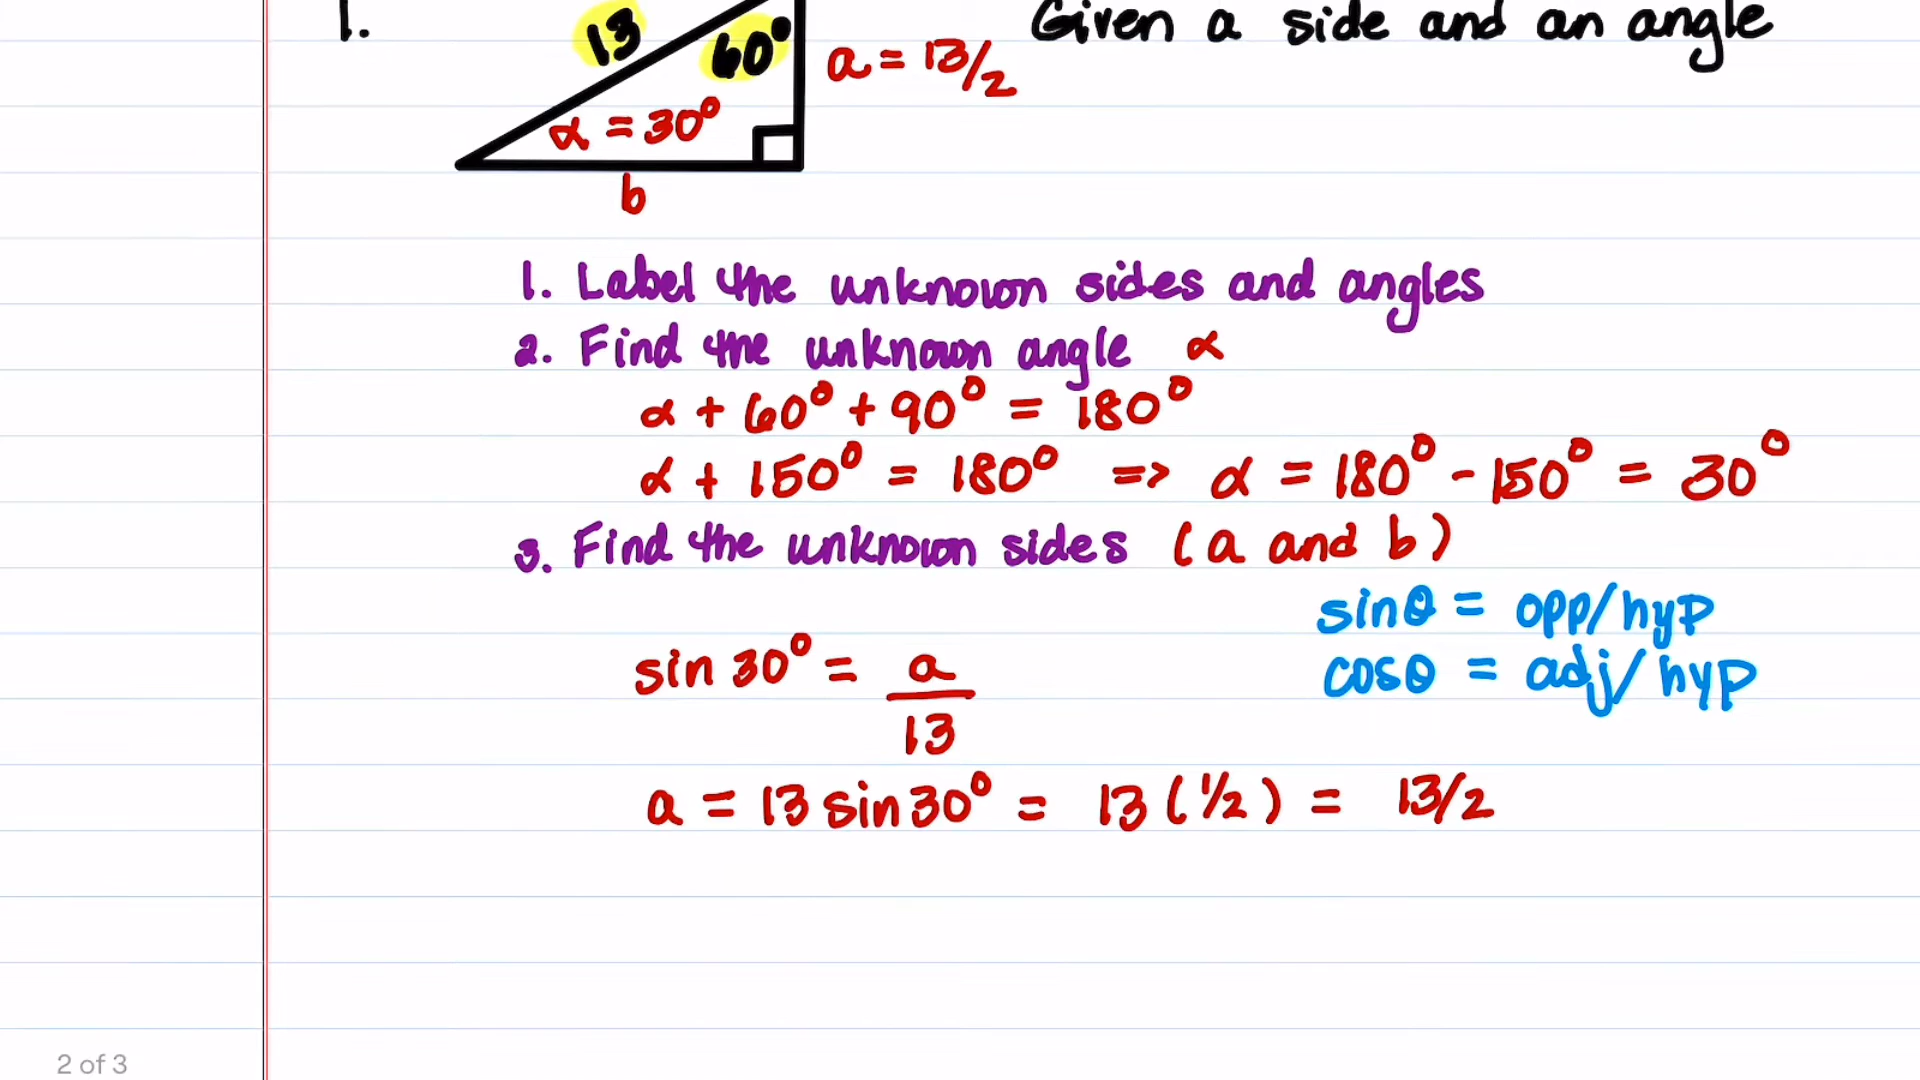 1.
Given a side and an angle
13
60°
a = 13/2
α = 30°
b
1. Label the unknown sides and angles
2. Find the unknown angle α
α + 60° + 90° = 180°
α + 150° = 180° => α = 180° - 150° = 30°
3. Find the unknown sides (a and b)
sinθ = opp/hyp
cosθ = adj/hyp
sin 30° = a/13
a = 13 sin 30° = 13 (1/2) = 13/2
2 of 3